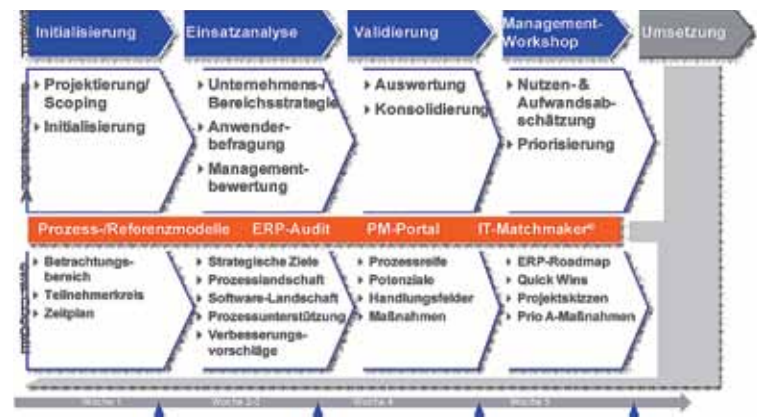 Initialisierung
Einsatzanalyse
Validierung
Management-
Workshop
Umsetzung
Projektierung/
Scoping
Initialisierung
Unternehmens-/
Bereichsstrategie
Anwender-
befragung
Management-
bewertung
Auswertung
Konsolidierung
Nutzen- &
Aufwandsab-
schätzung
Priorisierung
Prozess-/Referenzmodelle ERP-Audit PM-Portal IT-Matchmaker®
Betrachtungs-
bereich
Teilnehmerkreis
Zeitplan
Strategische Ziele
Prozesslandschaft
Software-Landschaft
Prozessunterstützung
Verbesserungs-
vorschläge
Prozessreife
Potenziale
Handlungsfelder
Maßnahmen
ERP-Roadmap
Quick Wins
Projektskizzen
Prio A-Maßnahmen
Woche 1 Woche 2-3 Woche 4 Woche 5